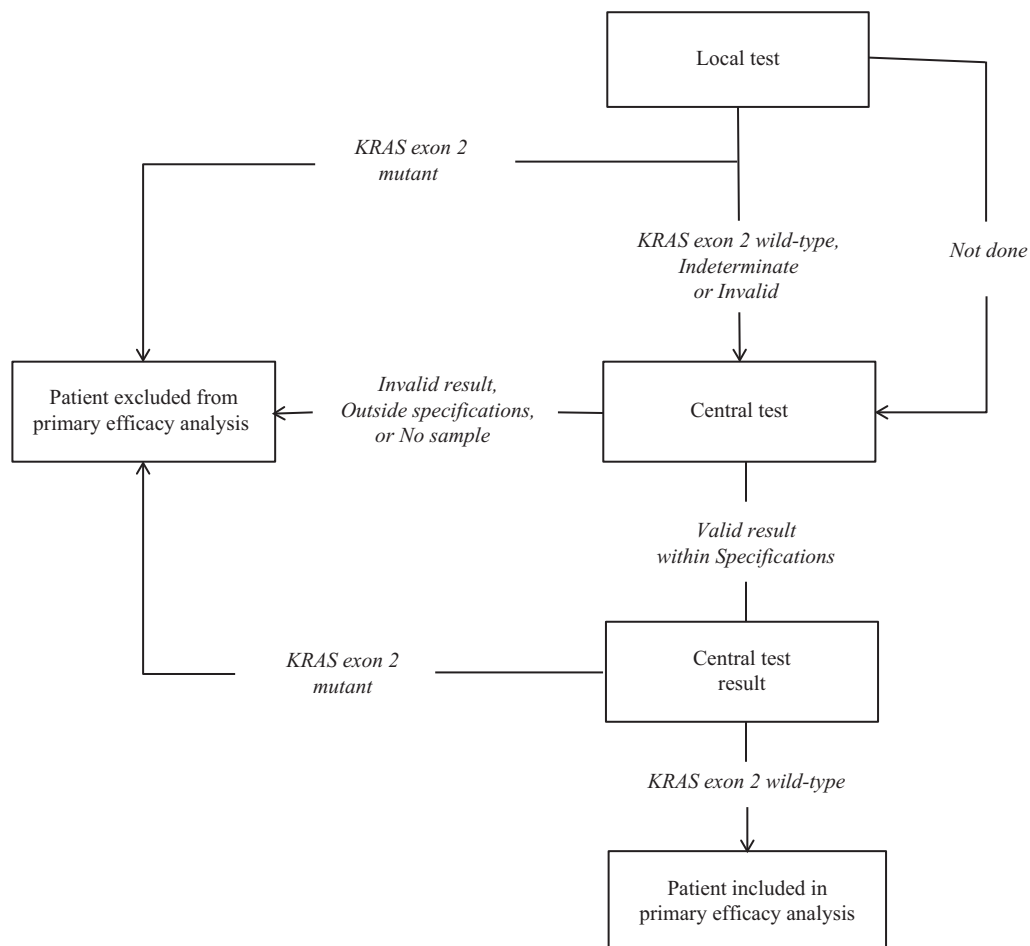 Local test
KRAS exon 2
mutant
KRAS exon 2 wild-type,
Indeterminate
or Invalid
Not done
Patient excluded from
primary efficacy analysis
Invalid result,
Outside specifications,
or No sample
Central test
Valid result
within Specifications
KRAS exon 2
mutant
Central test
result
KRAS exon 2 wild-type
Patient included in
primary efficacy analysis